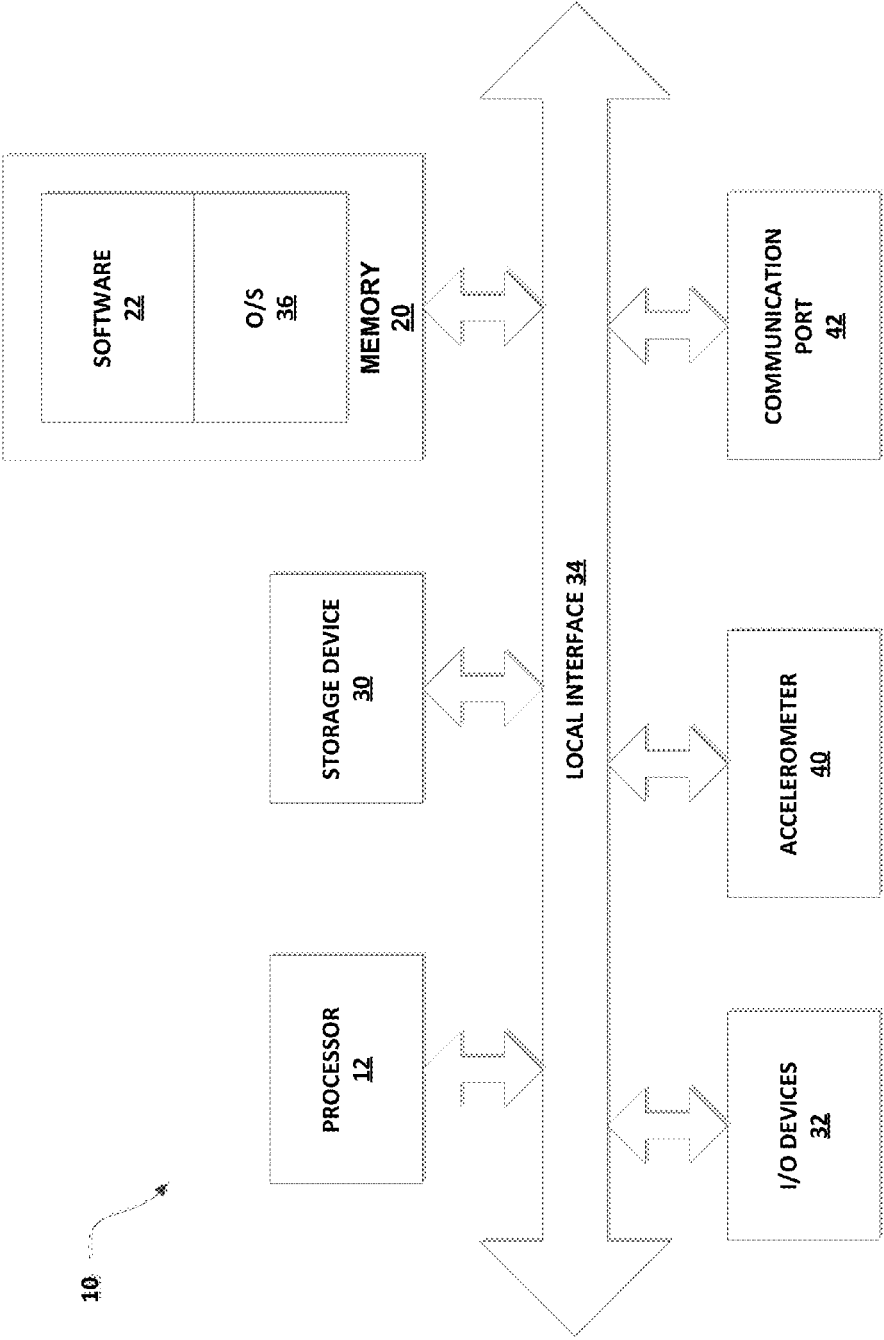 10
PROCESSOR
12
STORAGE DEVICE
30
SOFTWARE
22
O/S
36
MEMORY
20
LOCAL INTERFACE 34
I/O DEVICES
32
ACCELEROMETER
40
COMMUNICATION
PORT
42